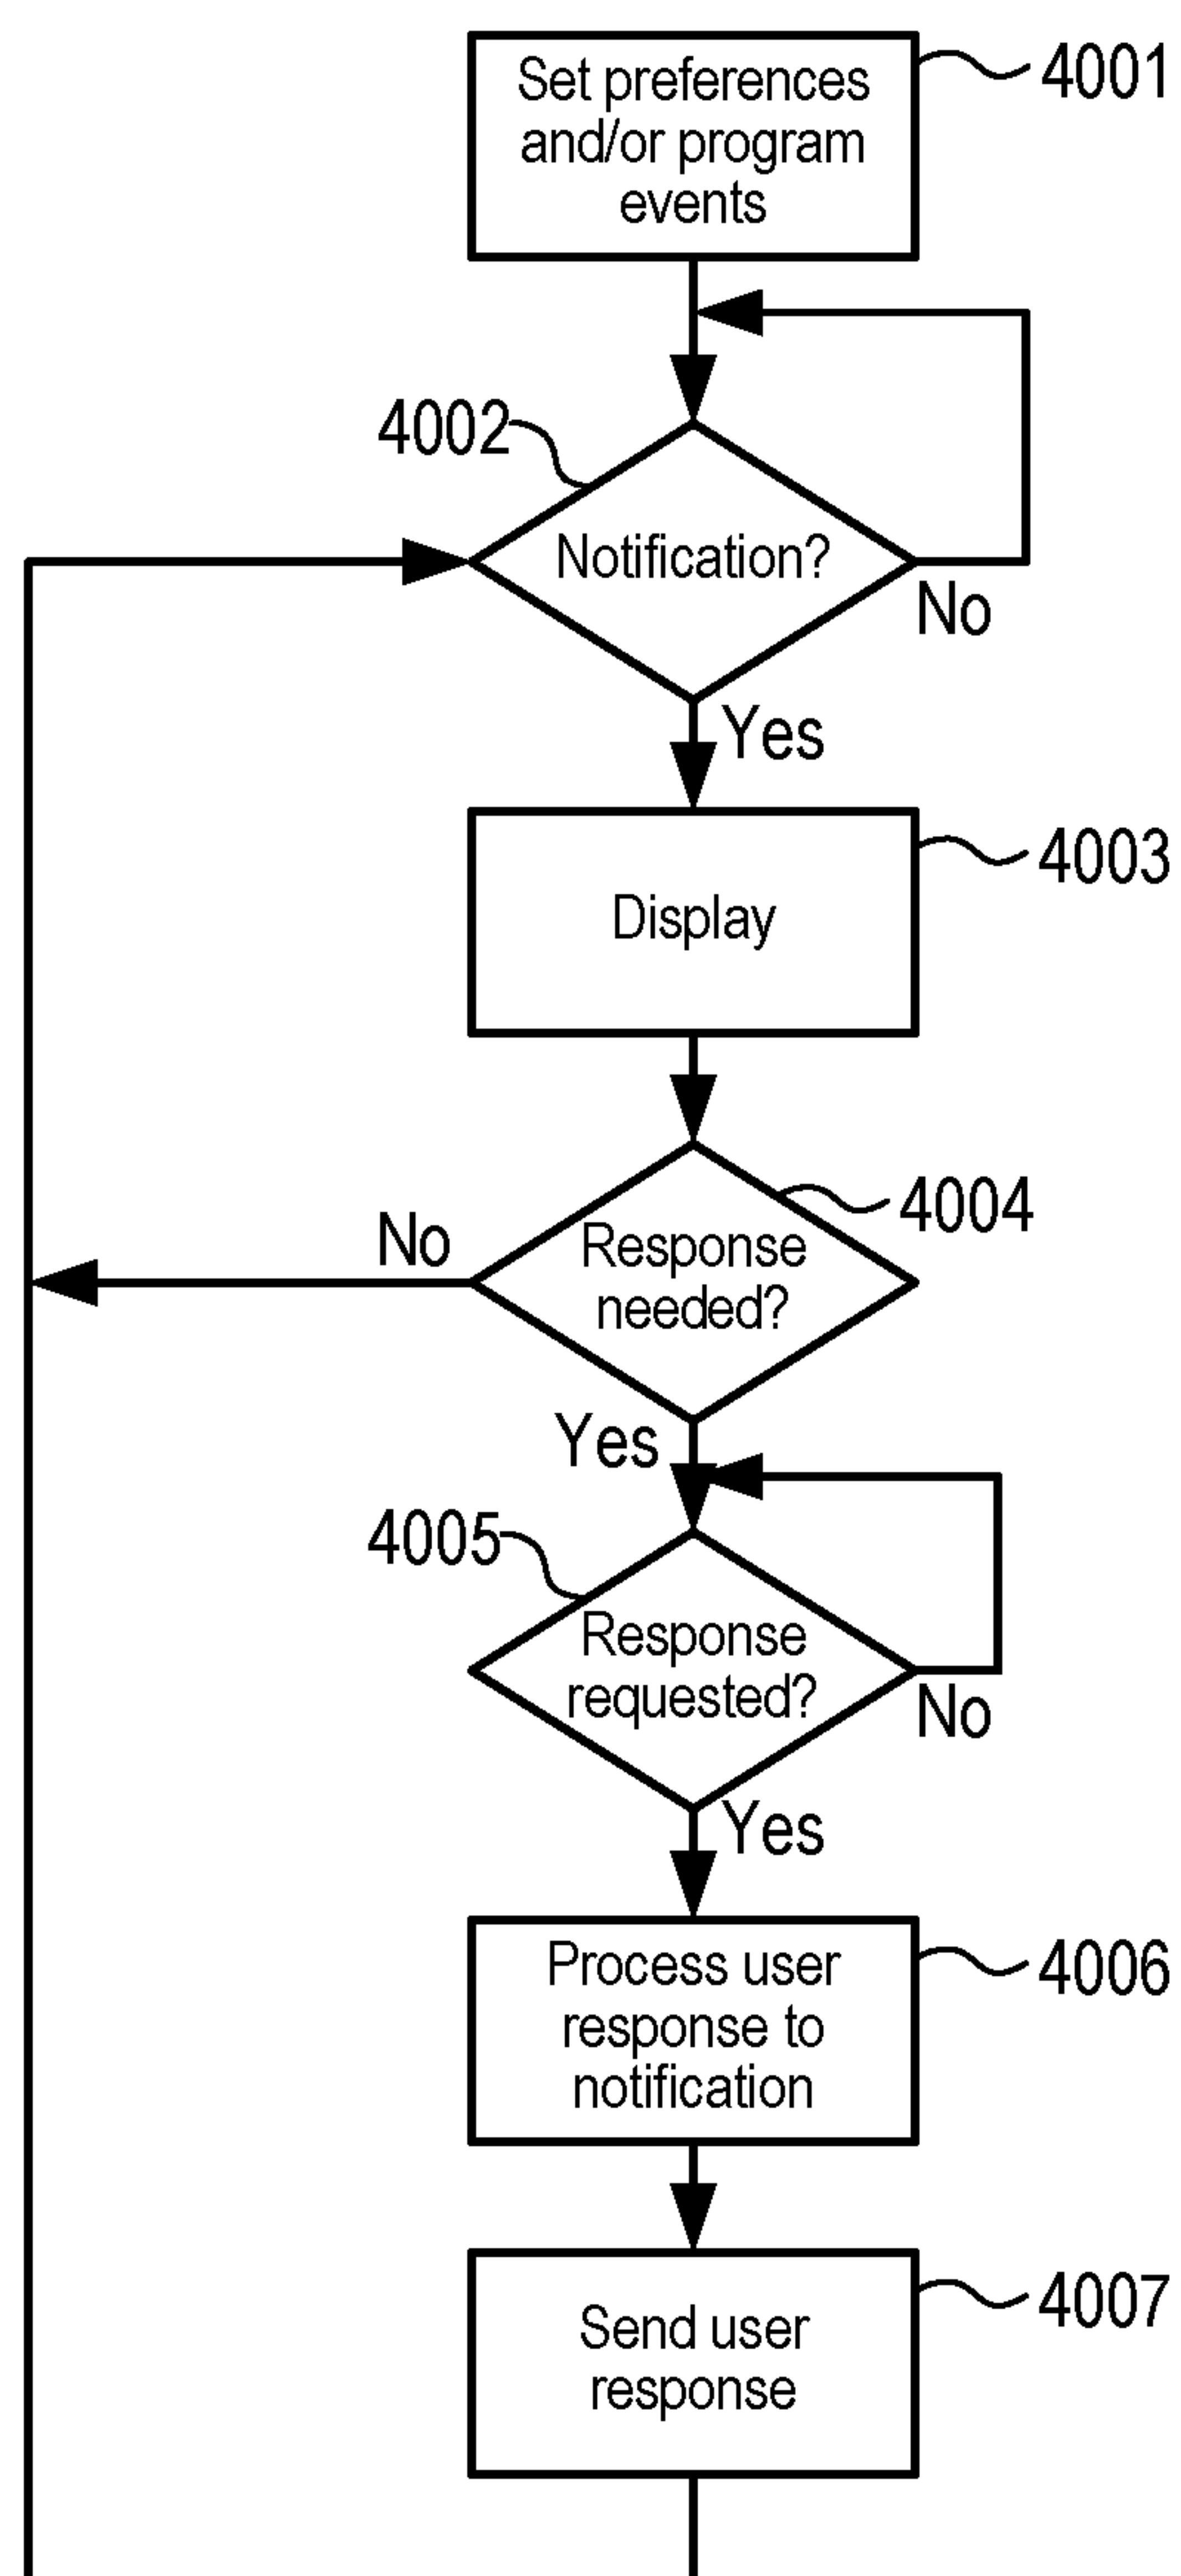 Set preferences
and/or program
events
4001
4002
Notification?
No
Yes
Display
4003
No
Response
needed?
4004
Yes
4005
Response
requested?
No
Yes
Process user
response to
notification
4006
Send user
response
4007